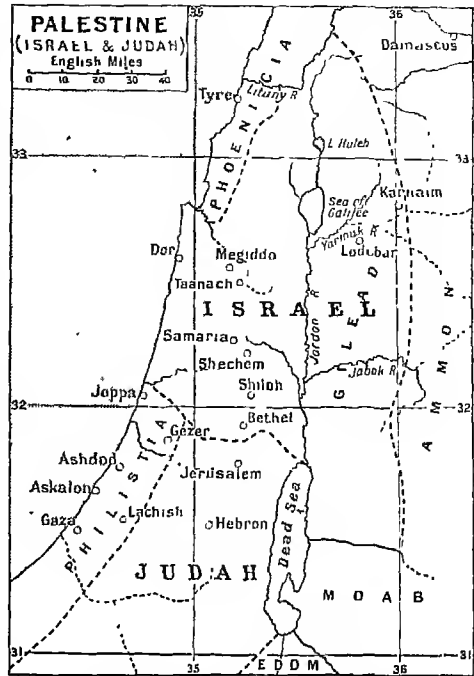 PALESTINE
(ISRAEL & JUDAH)
English Miles
0 10 20 30 40
35
36
Damascus
Tyre
Litany R
PHOENICIA
L Huleh
33
33
Karnaim
Sea of
Galilee
Yarmuk R
Lodebar
Dor
Megiddo
Taanach
ISRAEL
GILEAD
AMMON
Jordan R
Samaria
Shechem
Jabok R
Shiloh
Joppa
32
32
Bethel
Gezer
Ashdod
Jerusalem
Askalon
PHILISTIA
Gaza
Lachish
Hebron
Dead Sea
JUDAH
MOAB
31
31
35
EDOM
36